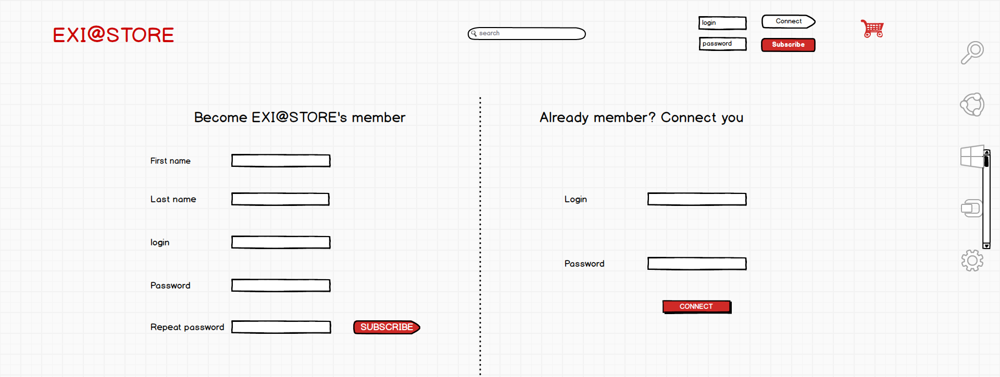 EXI@STORE
search
login
Connect
password
Subscribe
Become EXI@STORE's member
Already member? Connect you
First name
Last name
Login
login
Password
Password
CONNECT
Repeat password
SUBSCRIBE